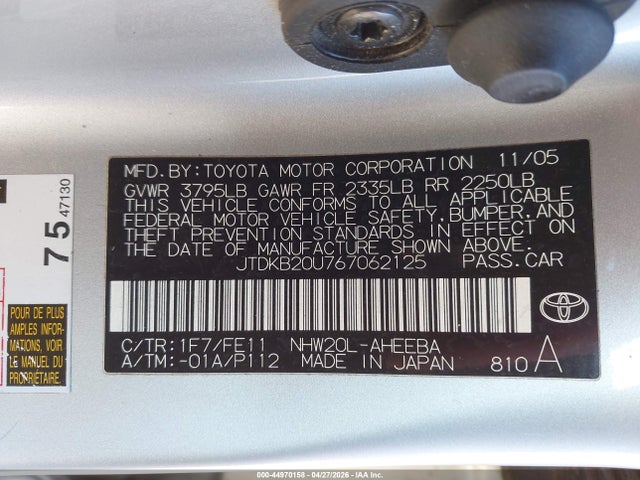 MFD.BY:TOYOTA MOTOR CORPORATION 11/05
GVWR 3795LB GAWR FR 2335LB RR 2250LB
THIS VEHICLE CONFORMS TO ALL APPLICABLE
FEDERAL MOTOR VEHICLE SAFETY,BUMPER,AND
THEFT PREVENTION STANDARDS IN EFFECT ON
THE DATE OF MANUFACTURE SHOWN ABOVE.
JTDKB20U767062125 PASS.CAR
C/TR:1F7/FE11 NHW20L-AHEEBA
A/TM:-01A/P112 MADE IN JAPAN 810 A
75
47130
POUR DE PLUS
AMPLES INFOR-
MATIONS,
MANUEL DU
PROPRIÉTAIRE.
000-44970158 - 04/27/2026 - IAA Inc.